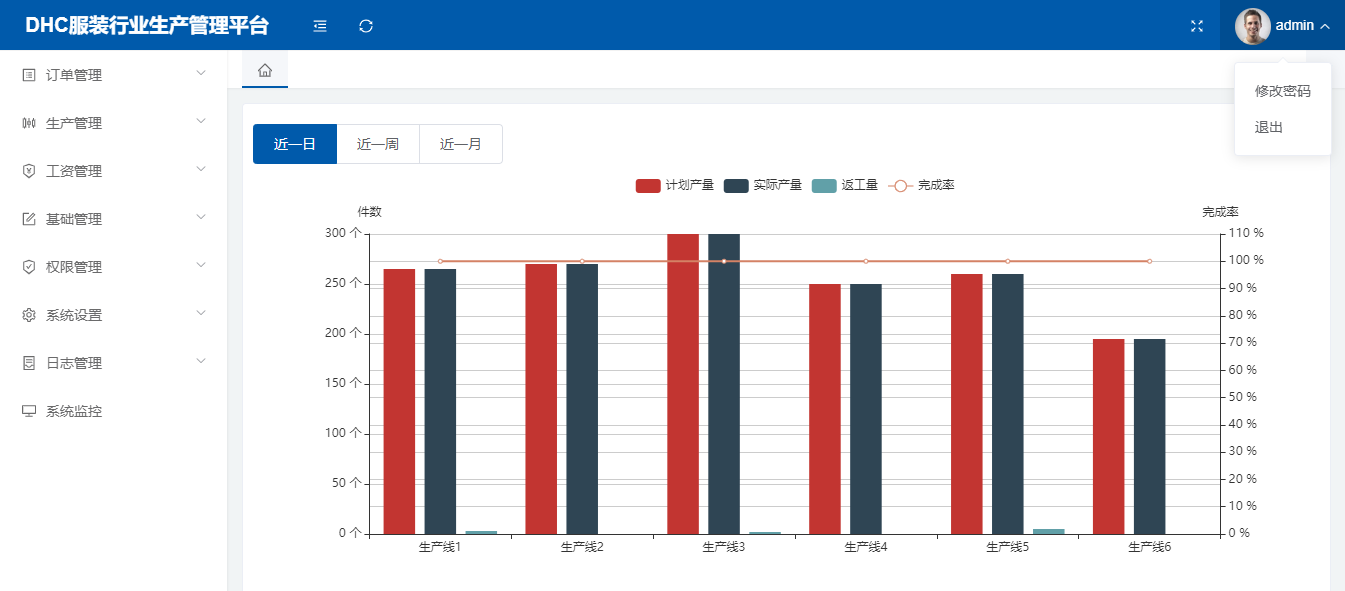 DHC服装行业生产管理平台
admin
修改密码
退出
订单管理
生产管理
工资管理
基础管理
权限管理
系统设置
日志管理
系统监控
近一日 近一周 近一月
计划产量 实际产量 返工量 完成率
件数 完成率
300 个
250 个
200 个
150 个
100 个
50 个
0 个
110 %
100 %
90 %
80 %
70 %
60 %
50 %
40 %
30 %
20 %
10 %
0 %
生产线1 生产线2 生产线3 生产线4 生产线5 生产线6